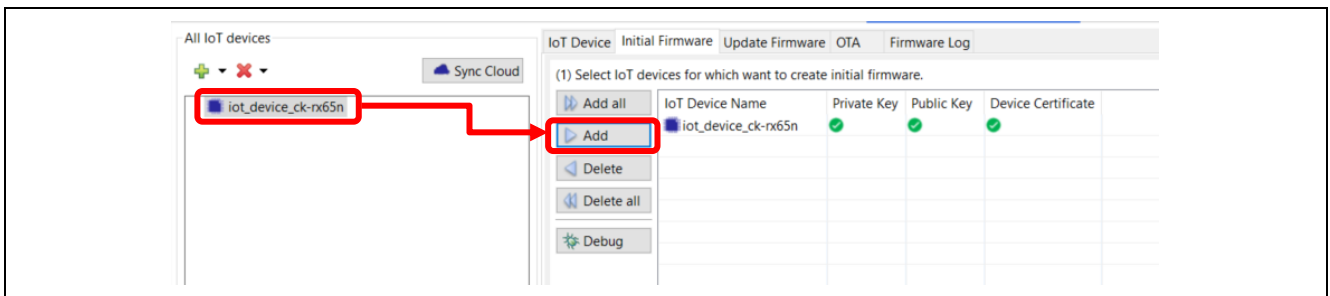 All IoT devices
Sync Cloud
iot_device_ck-rx65n
IoT Device Initial Firmware Update Firmware OTA Firmware Log
(1) Select IoT devices for which want to create initial firmware.
Add all
Add
Delete
Delete all
Debug
IoT Device Name Private Key Public Key Device Certificate
iot_device_ck-rx65n